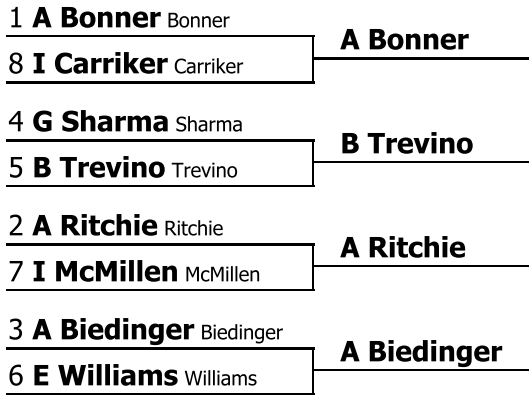 1 A Bonner Bonner
A Bonner
8 I Carriker Carriker
4 G Sharma Sharma
B Trevino
5 B Trevino Trevino
2 A Ritchie Ritchie
A Ritchie
7 I McMillen McMillen
3 A Biedinger Biedinger
A Biedinger
6 E Williams Williams